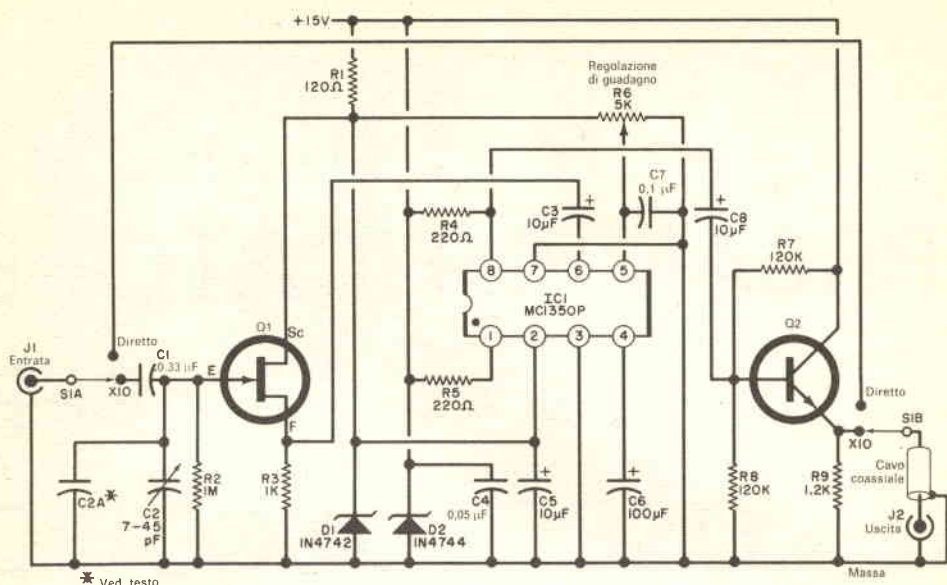 +15V
R1
120Ω
Regolazione
di guadagno
R6
5K
C7
0,1 µF
C3
10µF
+
C8
10µF
+
R4
220Ω
R7
120K
8
7
6
5
IC1
MC1350P
1
2
3
4
Q1
Sc
E
F
Q2
J1
Entrata
Diretto
C1
0.33 µF
S1A
X10
R5
220Ω
Diretto
X10
S1B
C2A*
C2
7-45
pF
R2
1M
R3
1K
D1
1N4742
D2
1N4744
C4
0,05 µF
C5
10µF
+
C6
100µF
+
R8
120K
R9
1.2K
Cavo
coassiale
J2
Uscita
Massa
* Ved. testo